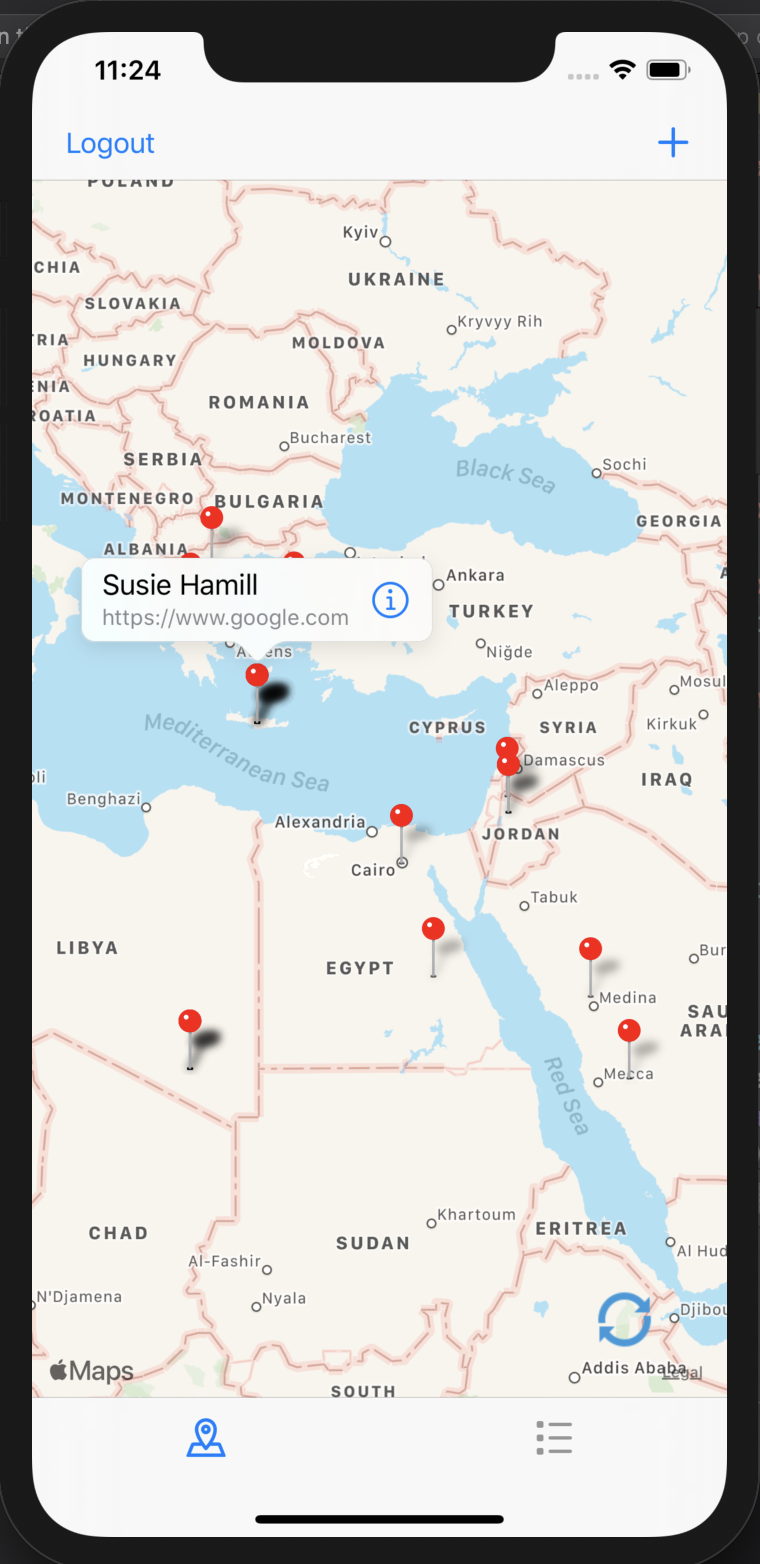 11:24
Logout
POLAND
Kyiv
CHIA
UKRAINE
SLOVAKIA
Kryvyy Rih
TRIA
MOLDOVA
HUNGARY
ENIA
ROMANIA
ROATIA
Bucharest
SERBIA
Black Sea
Sochi
MONTENEGRO
BULGARIA
GEORGIA
ALBANIA
Ankara
Susie Hamill
https://www.google.com
TURKEY
Athens
Niğde
Aleppo
Mosul
CYPRUS
SYRIA
Kirkuk
Mediterranean Sea
Damascus
IRAQ
oli
Benghazi
Alexandria
JORDAN
Cairo
Tabuk
LIBYA
EGYPT
Bur
Medina
SAU
ARA
Mecca
Red Sea
Khartoum
CHAD
SUDAN
ERITREA
Al Hud
Al-Fashir
N'Djamena
Nyala
Djibou
Maps
Addis Ababa
Legal
SOUTH